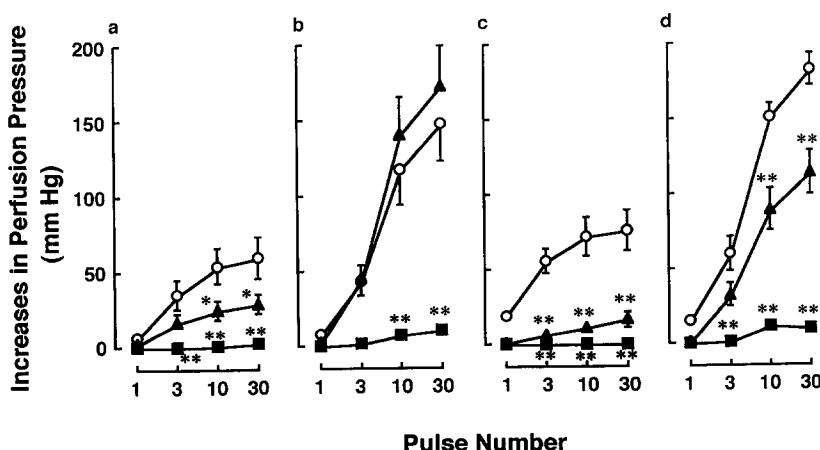 a b c d
200
150
100
50
0
Increases in Perfusion Pressure
(mm Hg)
* *
** ** **
** **
** ** **
** ** **
** **
** ** **
1 3 10 30 1 3 10 30 1 3 10 30 1 3 10 30
Pulse Number